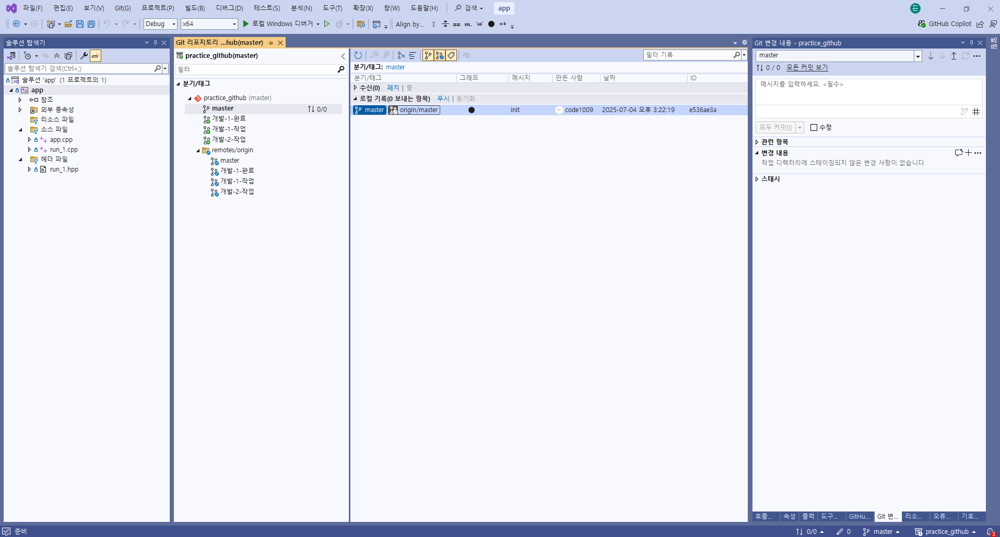 파일(F) 편집(E) 보기(V) Git(G) 프로젝트(P) 빌드(B) 디버그(D) 테스트(S) 분석(N) 도구(T) 확장(X) 창(W) 도움말(H) 검색 app
Debug x64 로컬 Windows 디버거 Align by... GitHub Copilot
솔루션 탐색기
솔루션 탐색기 검색(Ctrl+;)
솔루션 'app' (1 프로젝트의 1)
app
참조
외부 종속성
리소스 파일
소스 파일
app.cpp
run_1.cpp
헤더 파일
run_1.hpp
Git 리포지토리 ...hub(master)
practice_github(master)
필터
분기/태그
practice_github (master)
master 0/0
개발-1-완료
개발-1-작업
개발-2-작업
remotes/origin
master
개발-1-완료
개발-1-작업
개발-2-작업
필터 기록
분기/태그: master
분기/태그 그래프 메시지 만든 사람 날짜 ID
수신(0) 페치 | 풀
로컬 기록(0 보내는 항목) 푸시 | 동기화
master origin/master init code1009 2025-07-04 오후 3:22:19 e536ae3a
Git 변경 내용 - practice_github
master
0 / 0 모든 커밋 보기
메시지를 입력하세요. <필수>
모두 커밋(I) 수정
관련 항목
변경 내용
작업 디렉터리에 스테이징되지 않은 변경 사항이 없습니다.
스태시
호출... 속성 출력 도구... GitHu... Git 변... 리소... 오류... 기호...
알림
준비 0/0 0 master practice_github 3